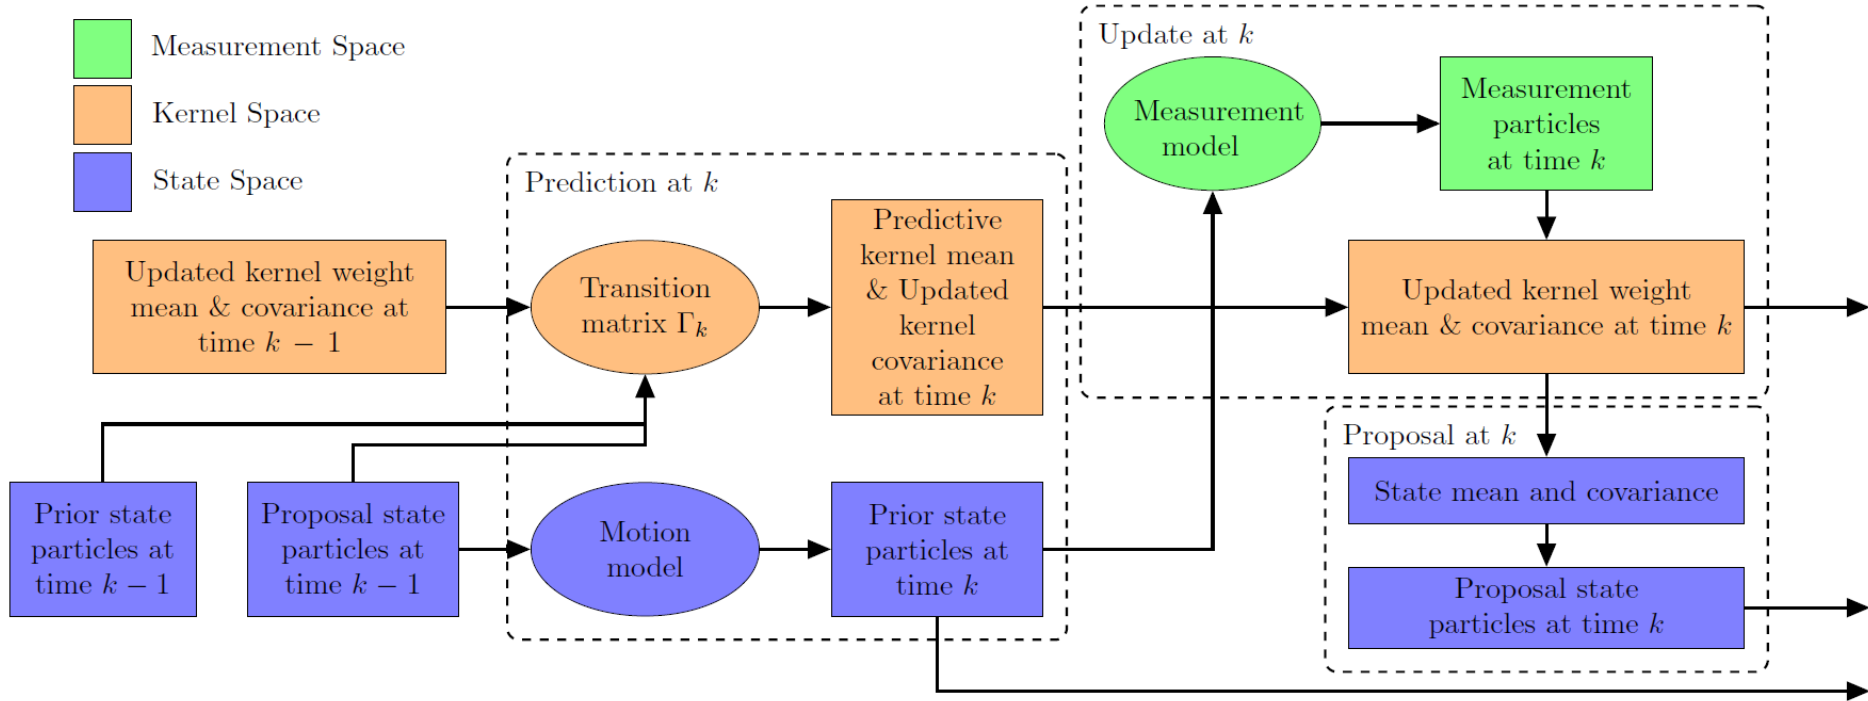 Measurement Space
Kernel Space
State Space
Updated kernel weight
mean & covariance at
time k − 1
Prior state
particles at
time k − 1
Proposal state
particles at
time k − 1
Prediction at k
Transition
matrix Γk
Motion
model
Predictive
kernel mean
& Updated
kernel
covariance
at time k
Prior state
particles at
time k
Update at k
Measurement
model
Measurement
particles
at time k
Updated kernel weight
mean & covariance at time k
Proposal at k
State mean and covariance
Proposal state
particles at time k